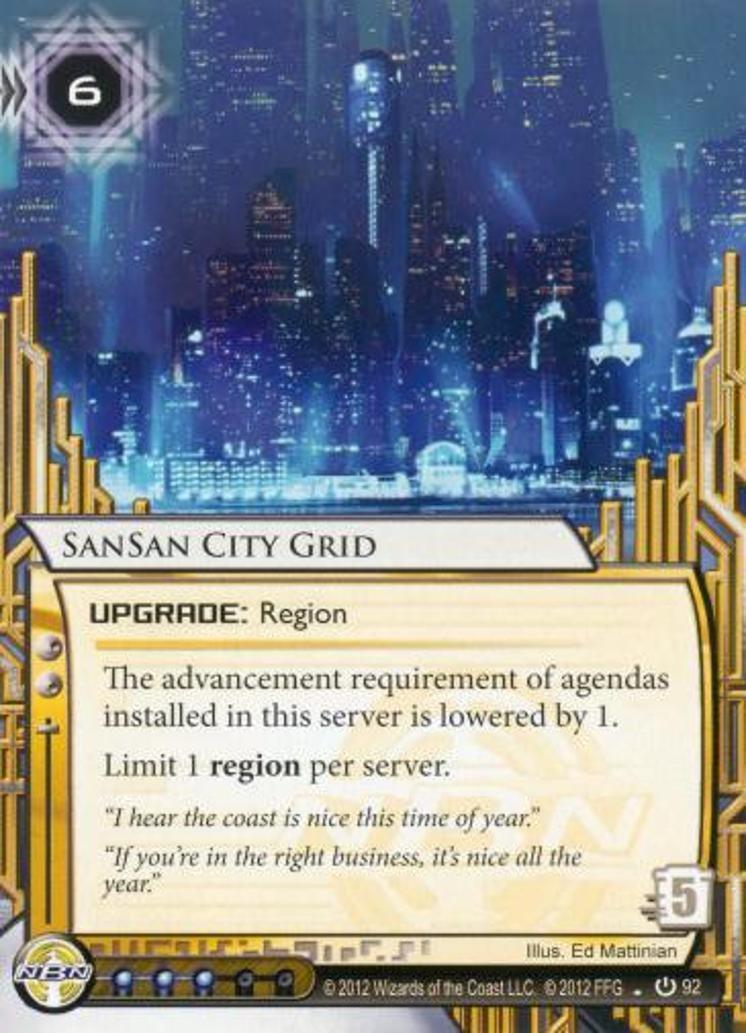 6
SanSan City Grid
UPGRADE: Region
The advancement requirement of agendas
installed in this server is lowered by 1.
Limit 1 region per server.
“I hear the coast is nice this time of year.”
“If you’re in the right business, it’s nice all the
year.”
5
Illus. Ed Mattinian
NBN
© 2012 Wizards of the Coast LLC. © 2012 FFG
92